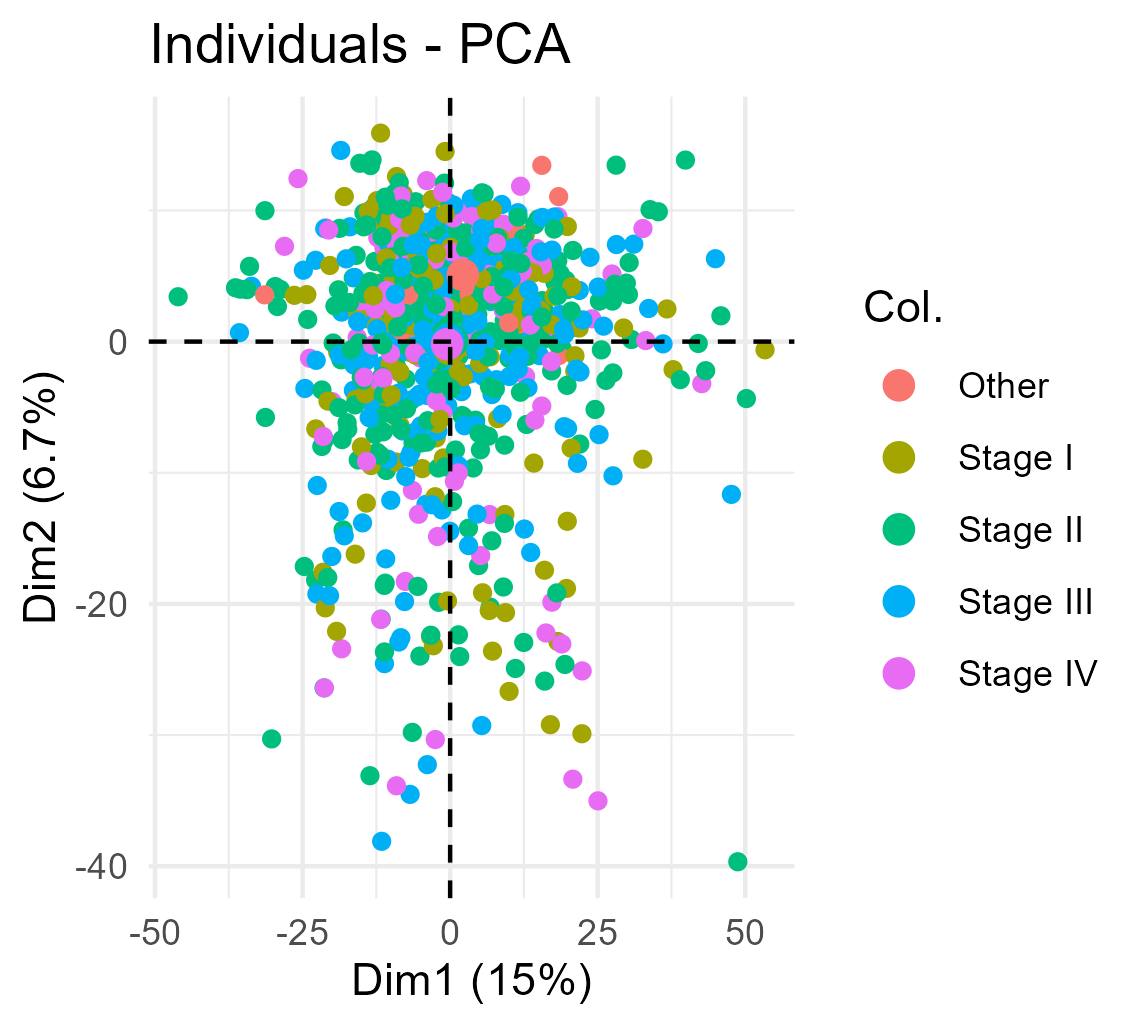 Individuals - PCA
Dim2 (6.7%)
0
-20
-40
-50
-25
0
25
50
Dim1 (15%)
Col.
Other
Stage I
Stage II
Stage III
Stage IV